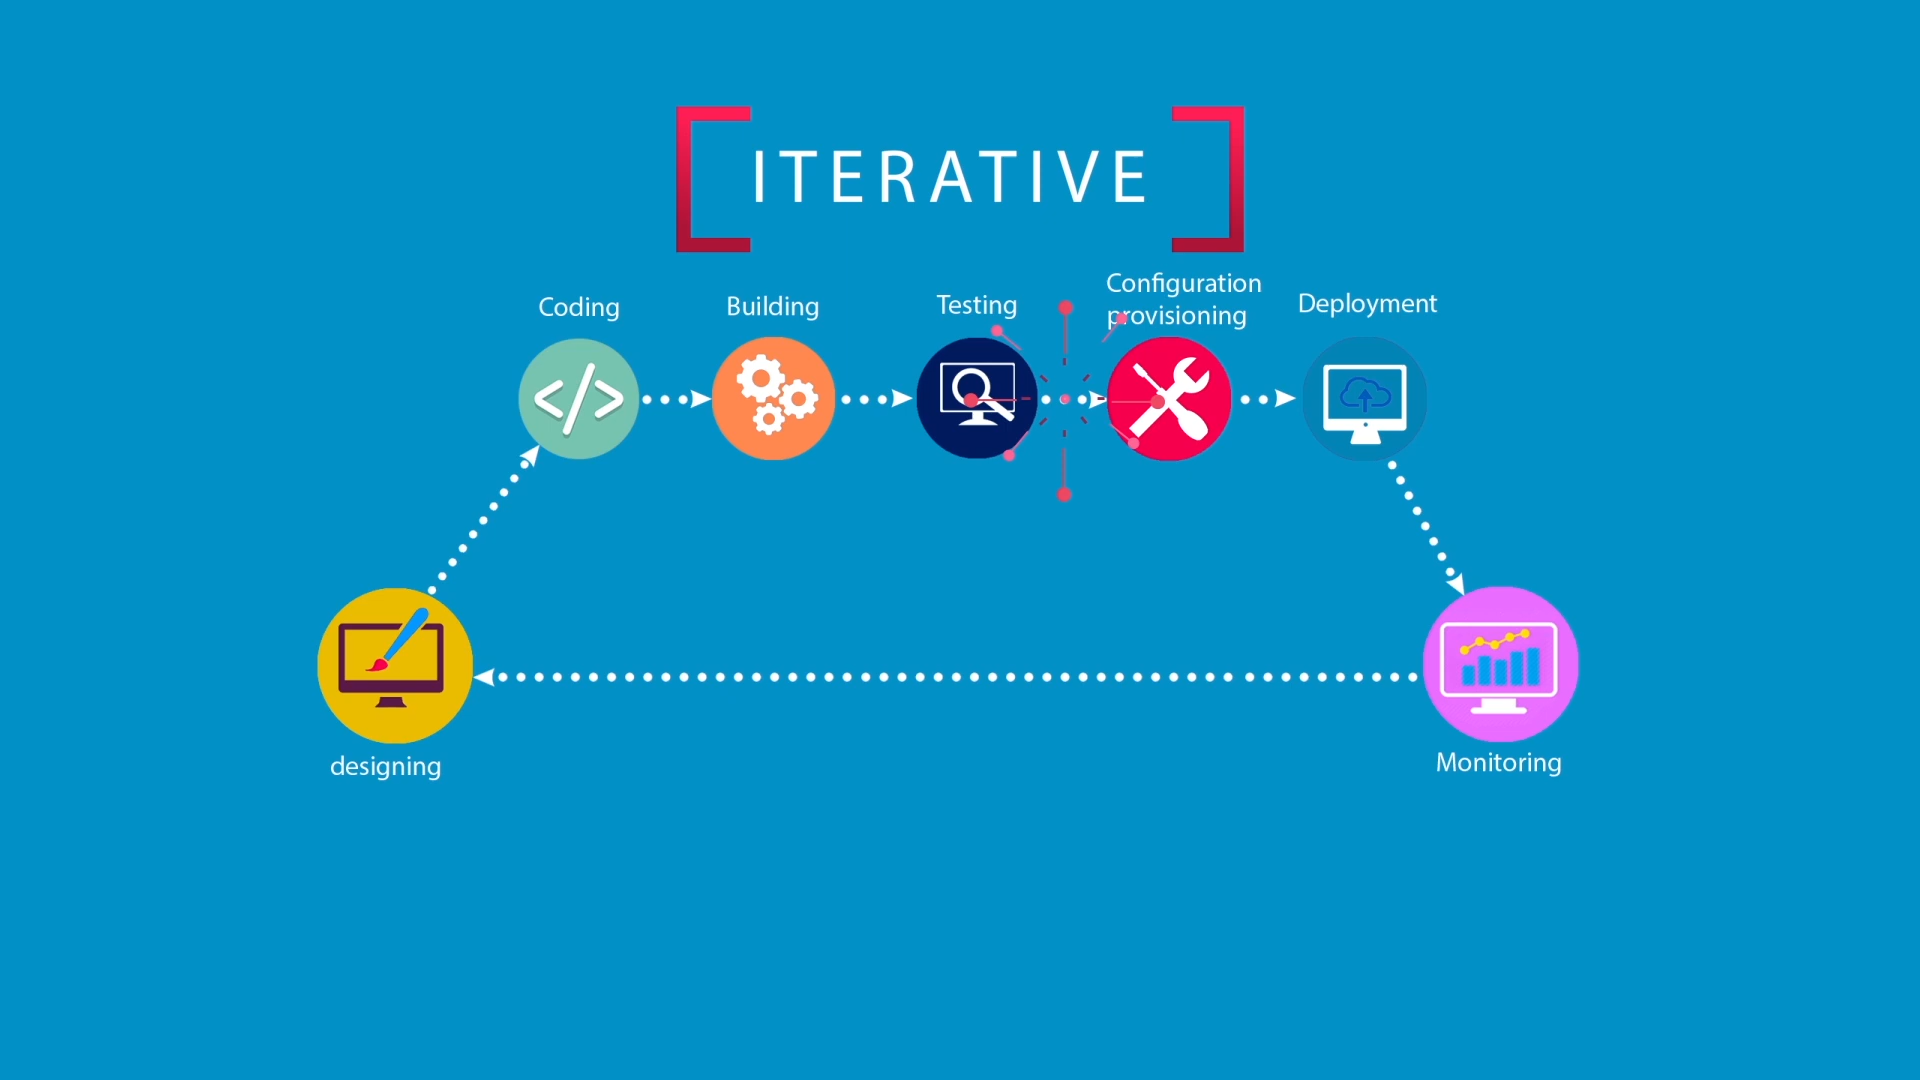 ITERATIVE
Coding
Building
Testing
Configuration
provisioning
Deployment
designing
Monitoring